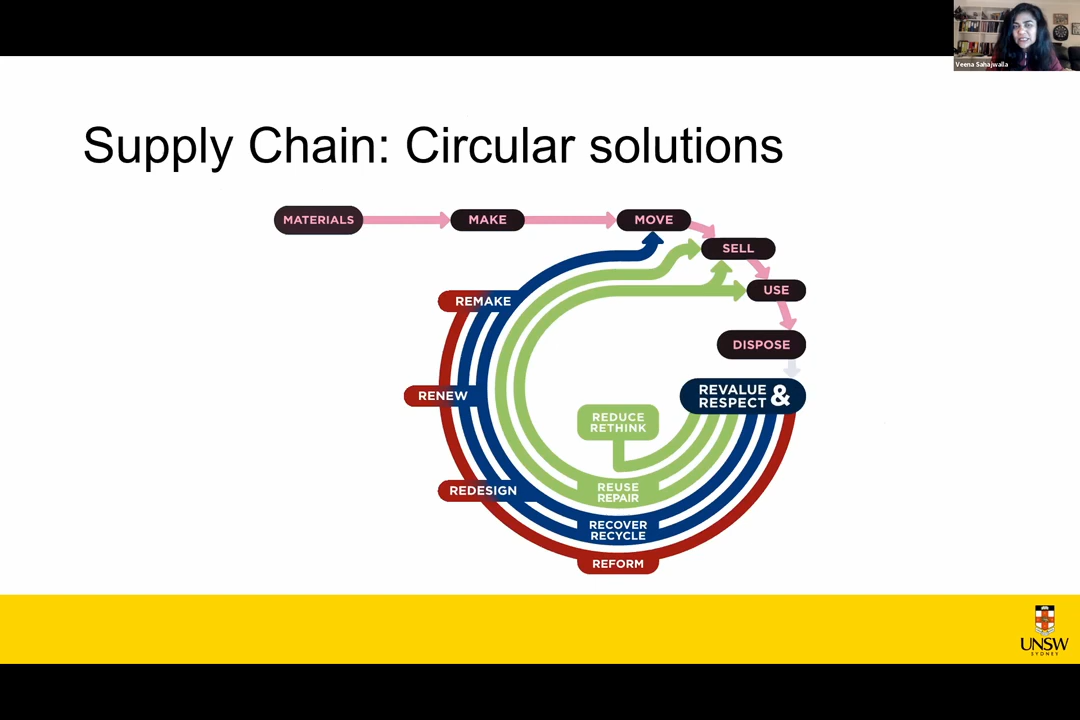 Veena Sahajwalla
Supply Chain: Circular solutions
MATERIALS
MAKE
MOVE
SELL
USE
DISPOSE
REVALUE &
RESPECT
REMAKE
RENEW
REDESIGN
REDUCE
RETHINK
REUSE
REPAIR
RECOVER
RECYCLE
REFORM
UNSW
SYDNEY